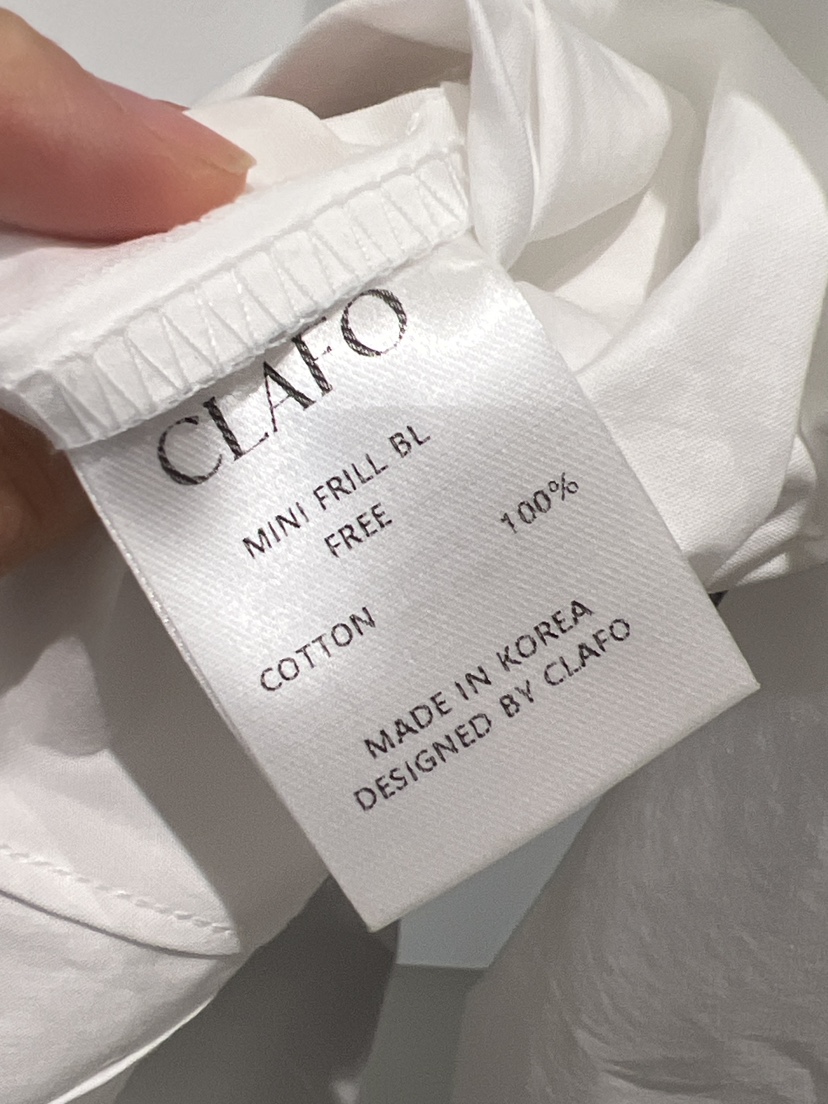 CLAFO
MINI FRILL BL
FREE
COTTON 100%
MADE IN KOREA
DESIGNED BY CLAFO